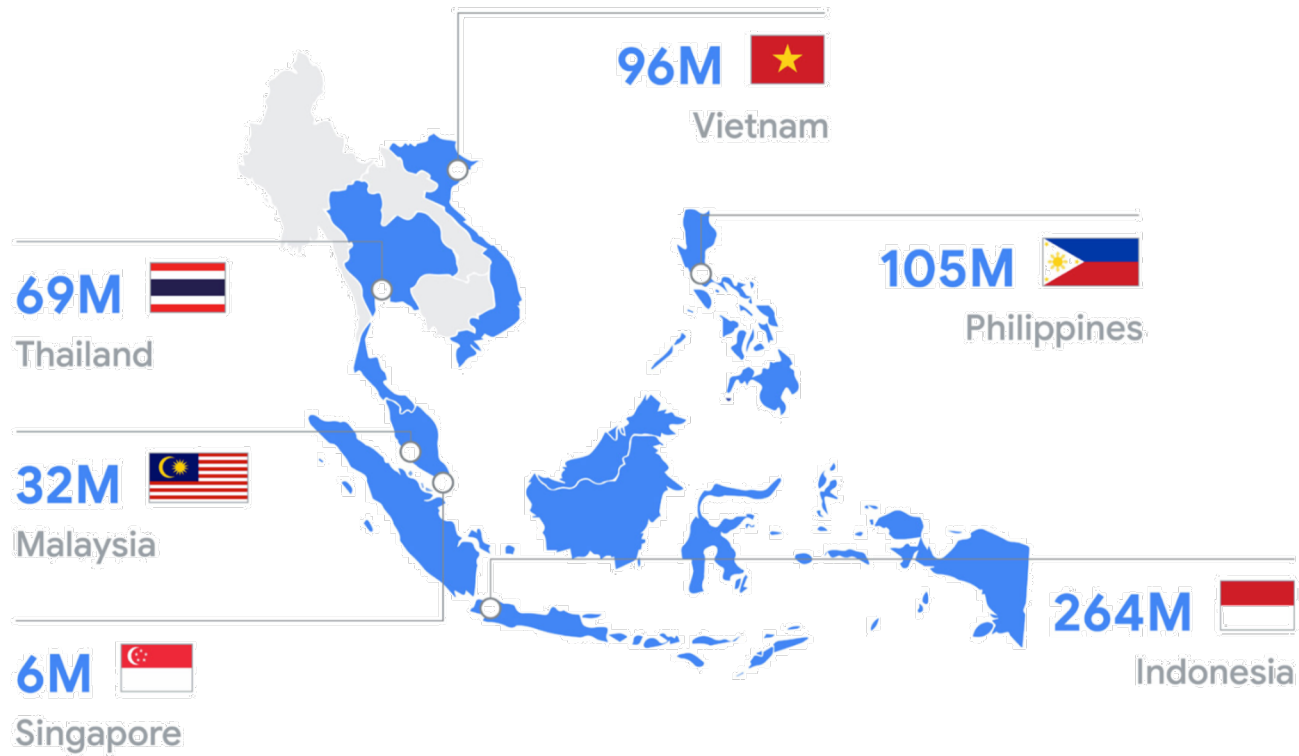 96M
Vietnam
105M
Philippines
69M
Thailand
32M
Malaysia
264M
Indonesia
6M
Singapore